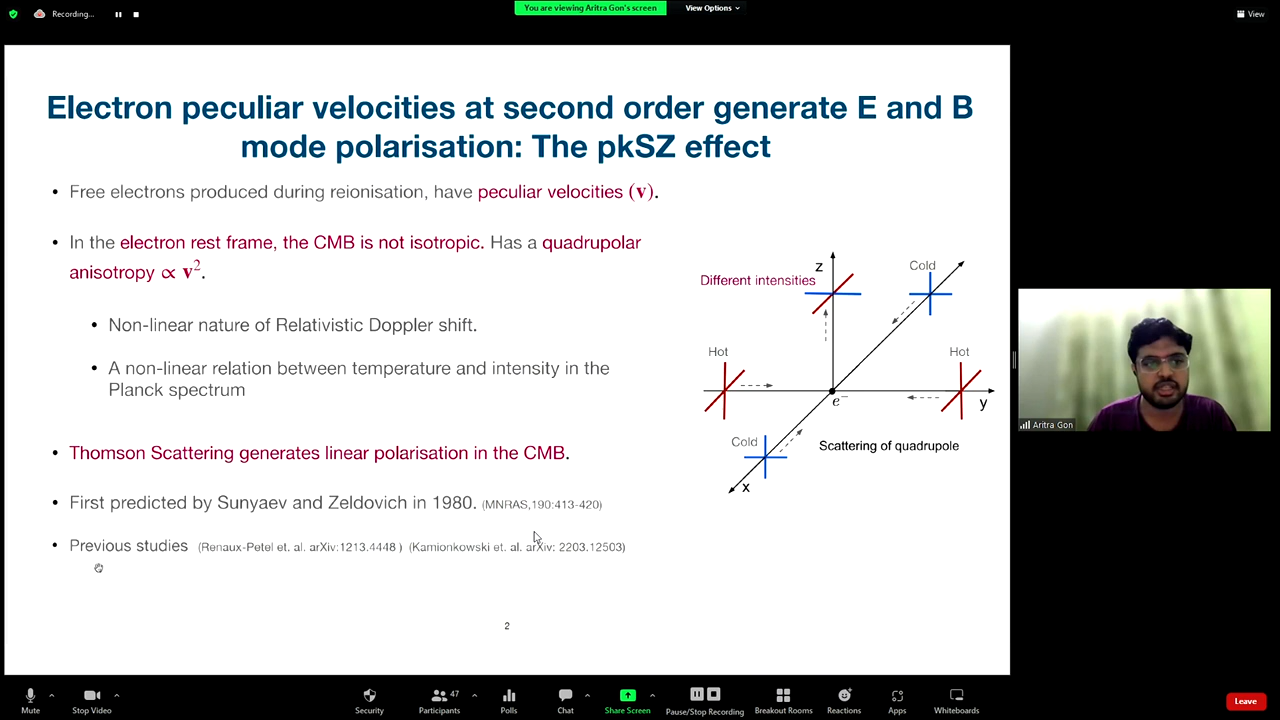 Recording...
You are viewing Aritra Gon's screen
View Options
View
Electron peculiar velocities at second order generate E and B
mode polarisation: The pkSZ effect
• Free electrons produced during reionisation, have peculiar velocities (v).
• In the electron rest frame, the CMB is not isotropic. Has a quadrupolar
anisotropy ∝ v².
• Non-linear nature of Relativistic Doppler shift.
• A non-linear relation between temperature and intensity in the
Planck spectrum
• Thomson Scattering generates linear polarisation in the CMB.
• First predicted by Sunyaev and Zeldovich in 1980. (MNRAS,190:413-420)
• Previous studies (Renaux-Petel et. al. arXiv:1213.4448 ) (Kamionkowski et. al. arXiv: 2203.12503)
z
Cold
Different intensities
Hot
Hot
e⁻
y
Cold
Scattering of quadrupole
x
2
Aritra Gon
Mute
Stop Video
Security
47
Participants
Polls
Chat
Share Screen
Pause/Stop Recording
Breakout Rooms
Reactions
Apps
Whiteboards
Leave